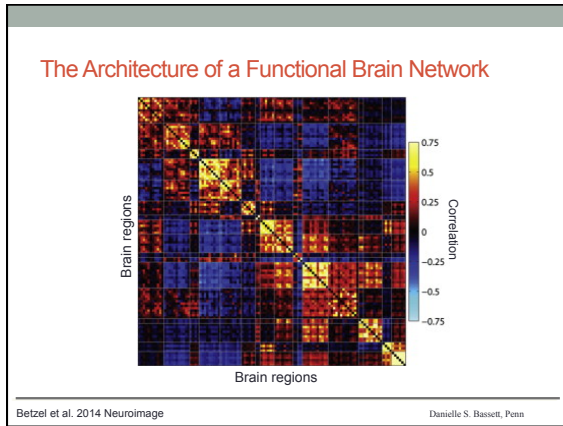 The Architecture of a Functional Brain Network
Brain regions
0.75
0.5
0.25
0
−0.25
−0.5
−0.75
Correlation
Brain regions
Betzel et al. 2014 Neuroimage
Danielle S. Bassett, Penn